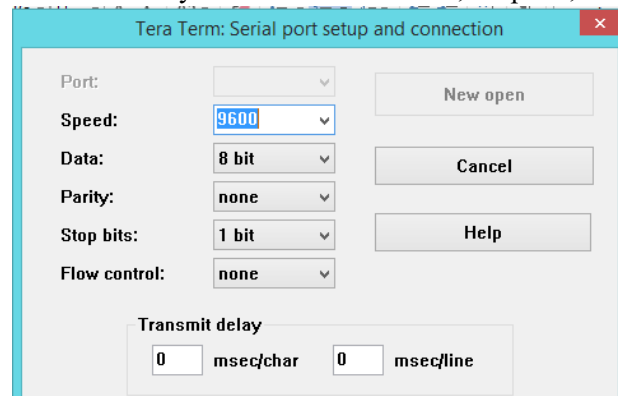 Tera Term: Serial port setup and connection
Port:
New open
Speed: 9600
Data: 8 bit
Cancel
Parity: none
Stop bits: 1 bit
Help
Flow control: none
Transmit delay
0 msec/char 0 msec/line